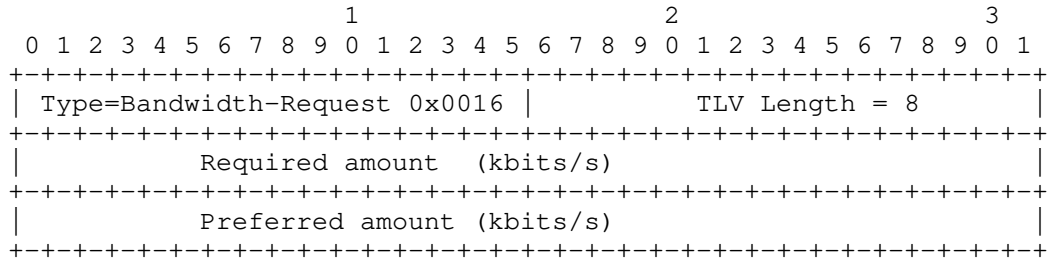 1                   2                   3
 0 1 2 3 4 5 6 7 8 9 0 1 2 3 4 5 6 7 8 9 0 1 2 3 4 5 6 7 8 9 0 1
+-+-+-+-+-+-+-+-+-+-+-+-+-+-+-+-+-+-+-+-+-+-+-+-+-+-+-+-+-+-+-+-+
| Type=Bandwidth-Request 0x0016 |          TLV Length = 8       |
+-+-+-+-+-+-+-+-+-+-+-+-+-+-+-+-+-+-+-+-+-+-+-+-+-+-+-+-+-+-+-+-+
|           Required amount  (kbits/s)                          |
+-+-+-+-+-+-+-+-+-+-+-+-+-+-+-+-+-+-+-+-+-+-+-+-+-+-+-+-+-+-+-+-+
|           Preferred amount (kbits/s)                          |
+-+-+-+-+-+-+-+-+-+-+-+-+-+-+-+-+-+-+-+-+-+-+-+-+-+-+-+-+-+-+-+-+